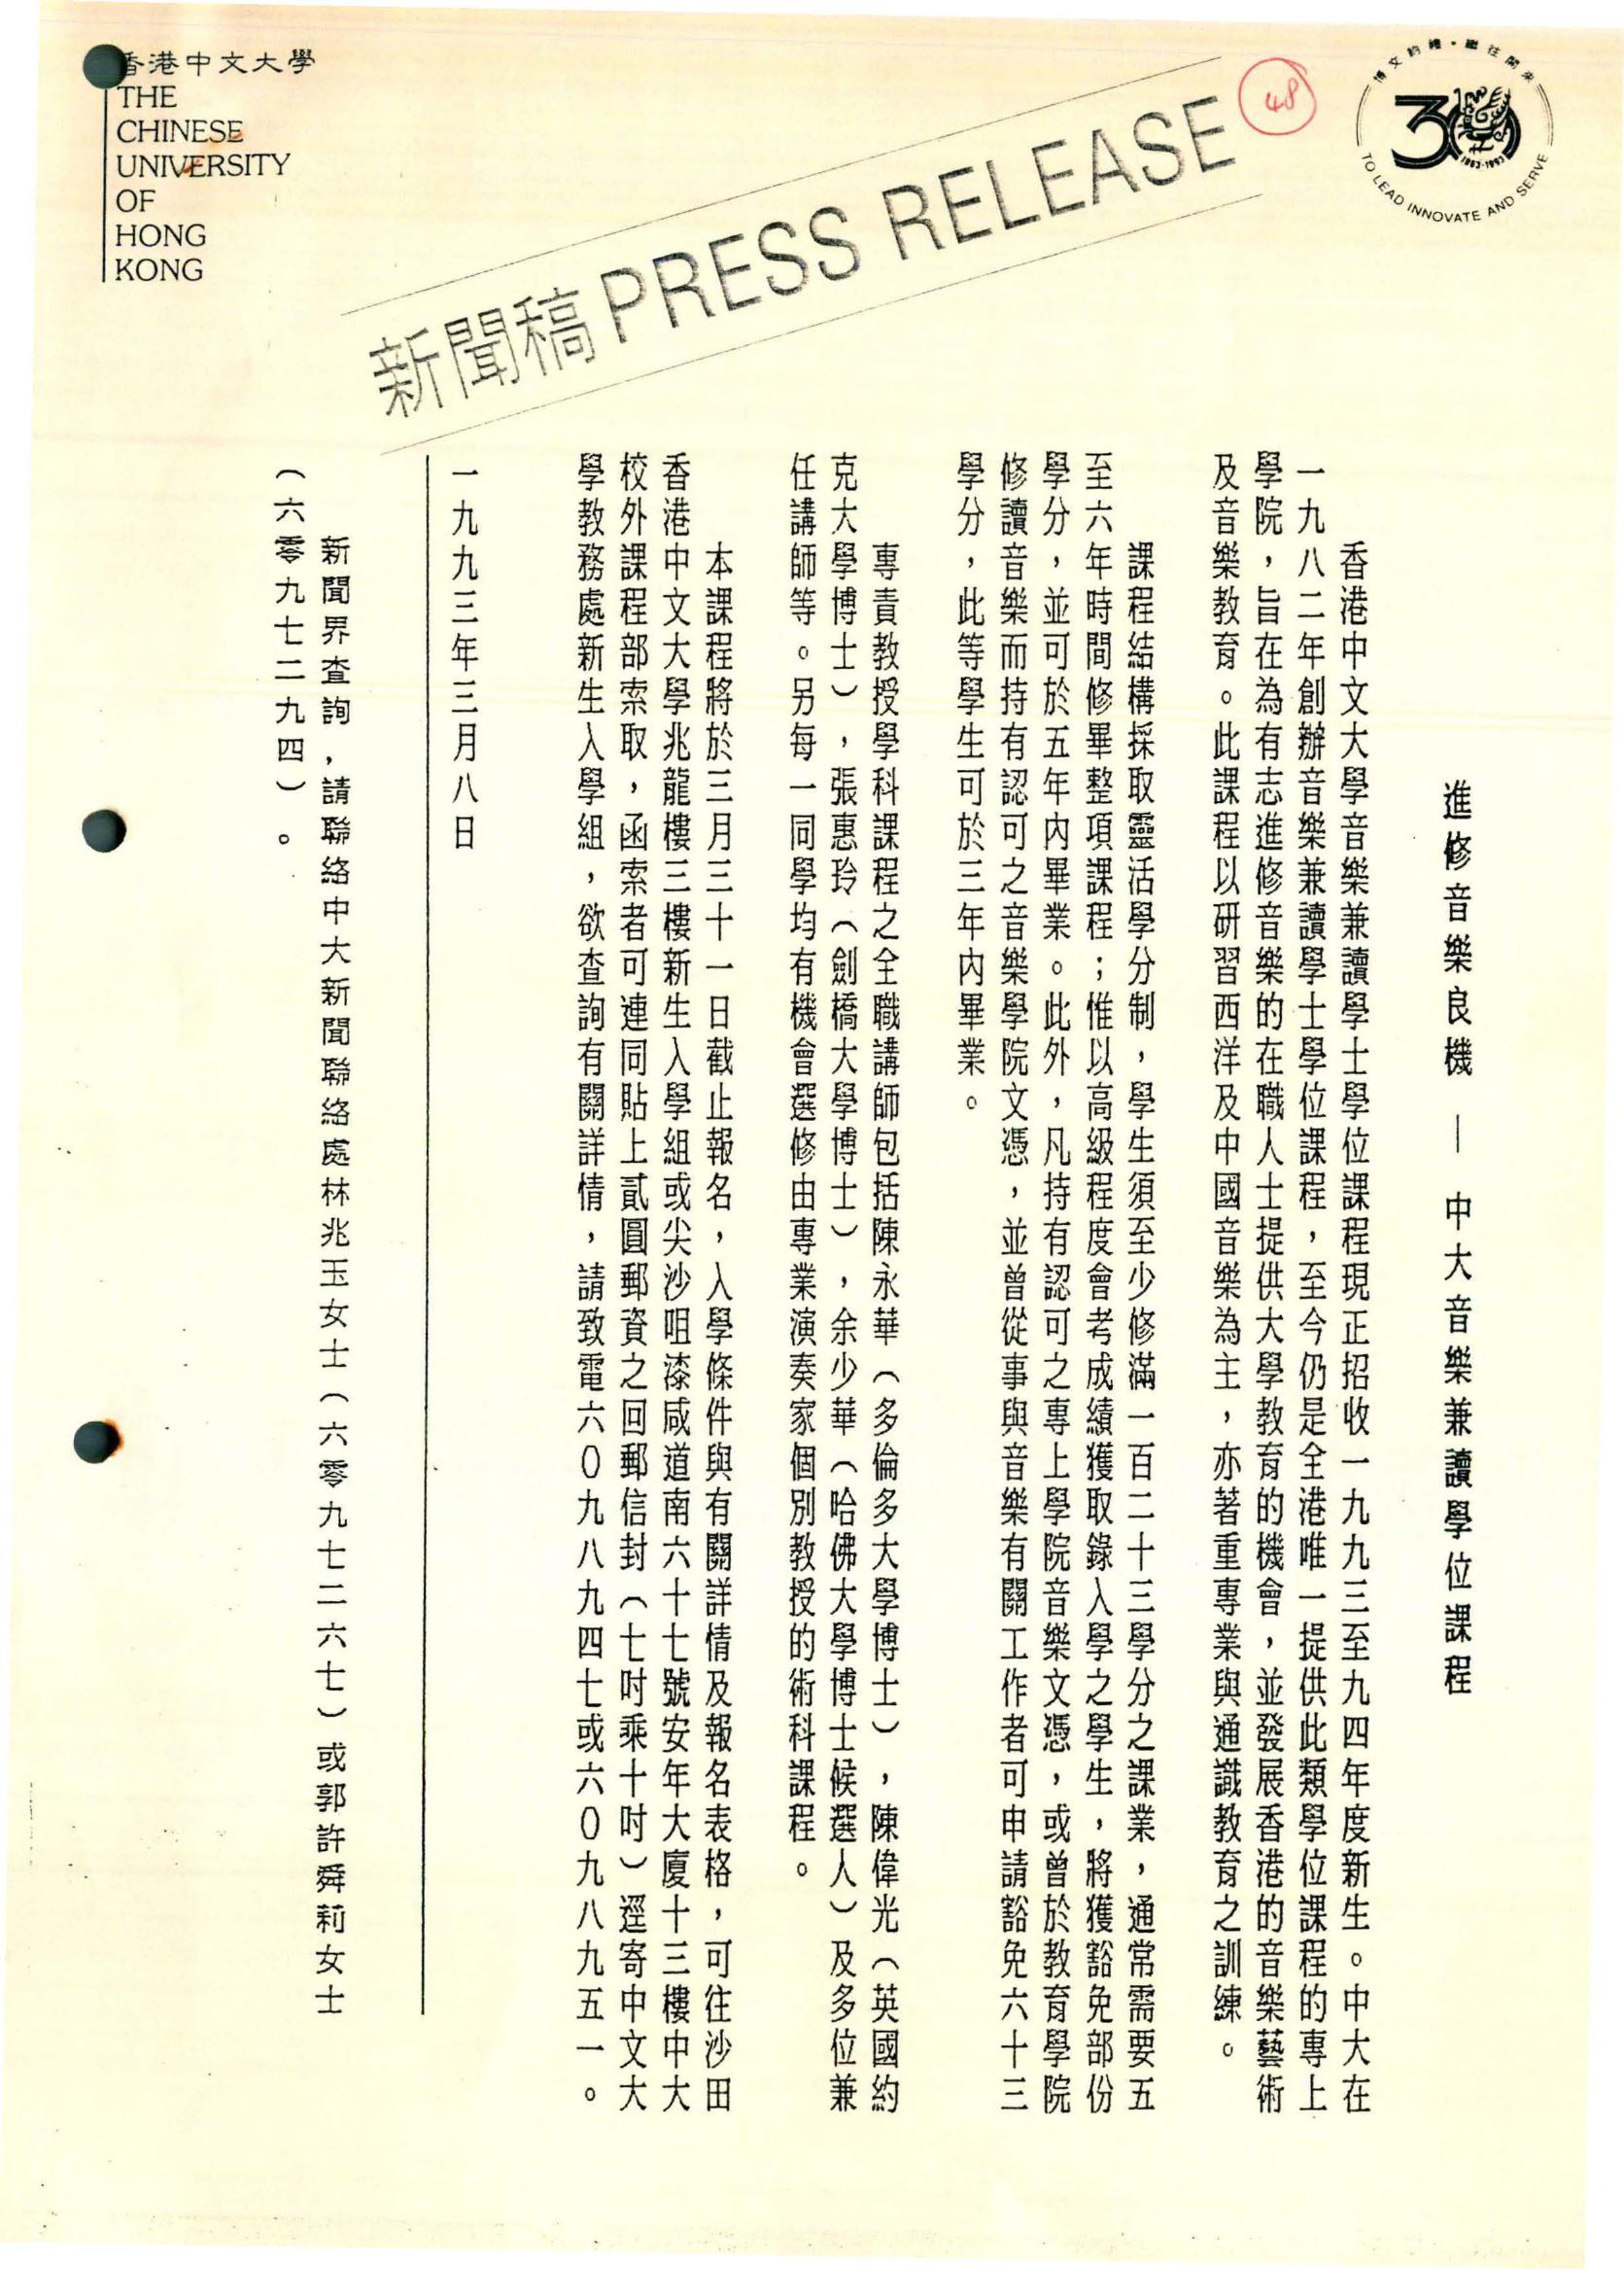 香港中文大學
THE
CHINESE
UNIVERSITY
OF
HONG
KONG
新聞稿 PRESS RELEASE
48
博文約禮・繼往開來
30
1963-1993
TO LEAD INNOVATE AND SERVE
進修音樂良機 — 中大音樂兼讀學位課程
香港中文大學音樂兼讀學士學位課程現正招收一九九三至九四年度新生。中大在
一九八二年創辦音樂兼讀學士學位課程，至今仍是全港唯一提供此類學位課程的專上
學院，旨在為有志進修音樂的在職人士提供大學教育的機會，並發展香港的音樂藝術
及音樂教育。此課程以研習西洋及中國音樂為主，亦著重專業與通識教育之訓練。
課程結構採取靈活學分制，學生須至少修滿一百二十三學分之課業，通常需要五
至六年時間修畢整項課程；惟以高級程度會考成績獲取錄入學之學生，將獲豁免部份
學分，並可於五年內畢業。此外，凡持有認可之專上學院音樂文憑，或曾於教育學院
修讀音樂而持有認可之音樂學院文憑，並曾從事與音樂有關工作者可申請豁免六十三
學分，此等學生可於三年內畢業。
專責教授學科課程之全職講師包括陳永華（多倫多大學博士），陳偉光（英國約
克大學博士），張惠玲（劍橋大學博士），余少華（哈佛大學博士候選人）及多位兼
任講師等。另每一同學均有機會選修由專業演奏家個別教授的術科課程。
本課程將於三月三十一日截止報名，入學條件與有關詳情及報名表格，可往沙田
香港中文大學兆龍樓三樓新生入學組或尖沙咀漆咸道南六十七號安年大廈十三樓中大
校外課程部索取，函索者可連同貼上貳圓郵資之回郵信封（七吋乘十吋）逕寄中文大
學教務處新生入學組，欲查詢有關詳情，請致電六０九八九四七或六０九八九五一。
一九九三年三月八日
新聞界查詢，請聯絡中大新聞聯絡處林兆玉女士（六零九七二六七）或郭許舜莉女士
（六零九七二九四）。